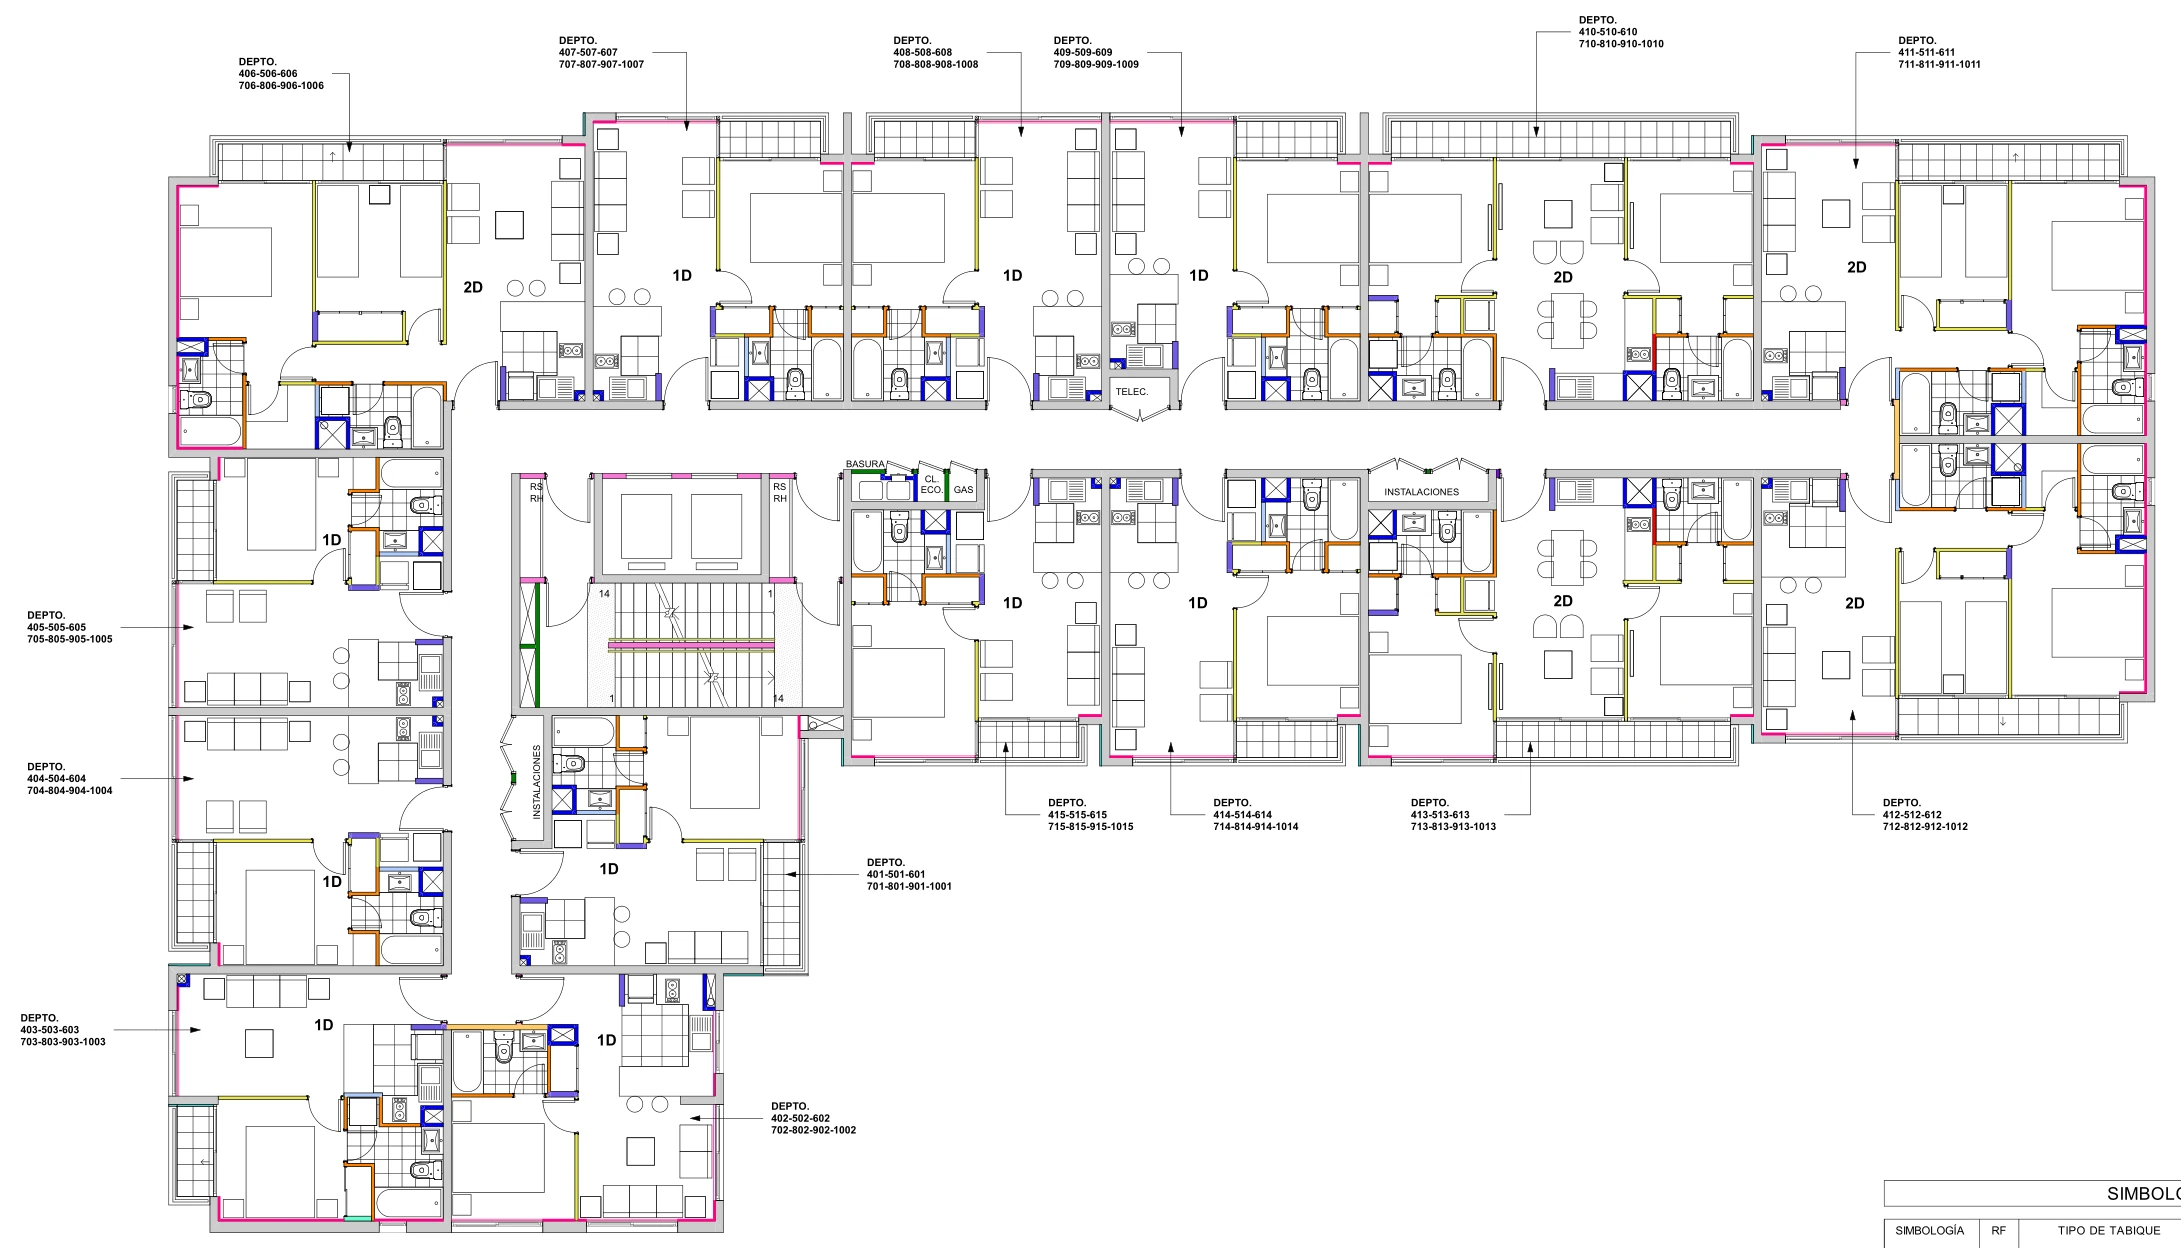 DEPTO.
410-510-610
710-810-910-1010
DEPTO.
407-507-607
707-807-907-1007
DEPTO.
408-508-608
708-808-908-1008
DEPTO.
409-509-609
709-809-909-1009
DEPTO.
411-511-611
711-811-911-1011
DEPTO.
406-506-606
706-806-906-1006
2D
1D
1D
1D
2D
2D
TELEC.
BASURA
CL.
ECO.
GAS
INSTALACIONES
RS
RH
RS
RH
1D
14
1
1
14
1D
1D
2D
2D
DEPTO.
405-505-605
705-805-905-1005
DEPTO.
404-504-604
704-804-904-1004
INSTALACIONES
1D
1D
DEPTO.
415-515-615
715-815-915-1015
DEPTO.
414-514-614
714-814-914-1014
DEPTO.
413-513-613
713-813-913-1013
DEPTO.
412-512-612
712-812-912-1012
DEPTO.
401-501-601
701-801-901-1001
DEPTO.
403-503-603
703-803-903-1003
1D
1D
DEPTO.
402-502-602
702-802-902-1002
SIMBOLO
SIMBOLOGÍA RF TIPO DE TABIQUE